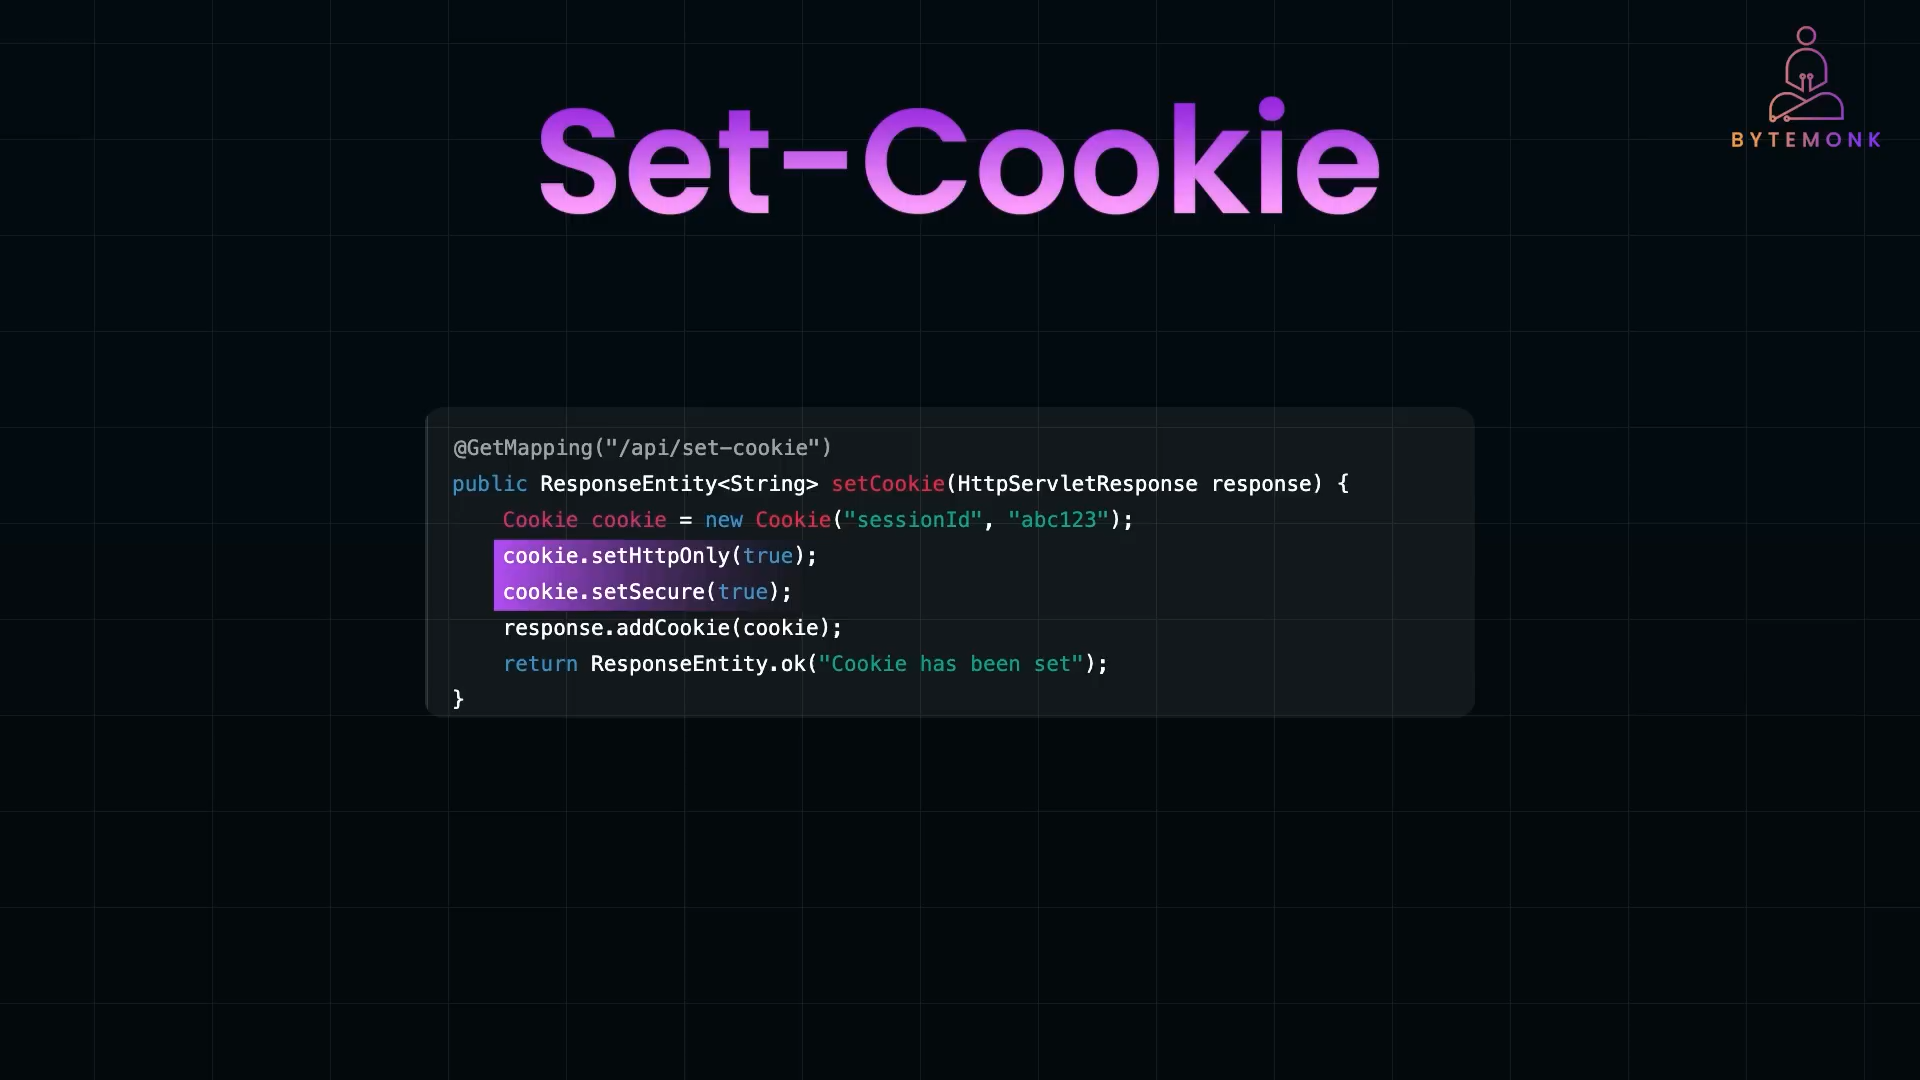 BYTEMONK
Set-Cookie
@GetMapping("/api/set-cookie")
public ResponseEntity<String> setCookie(HttpServletResponse response) {
    Cookie cookie = new Cookie("sessionId", "abc123");
    cookie.setHttpOnly(true);
    cookie.setSecure(true);
    response.addCookie(cookie);
    return ResponseEntity.ok("Cookie has been set");
}